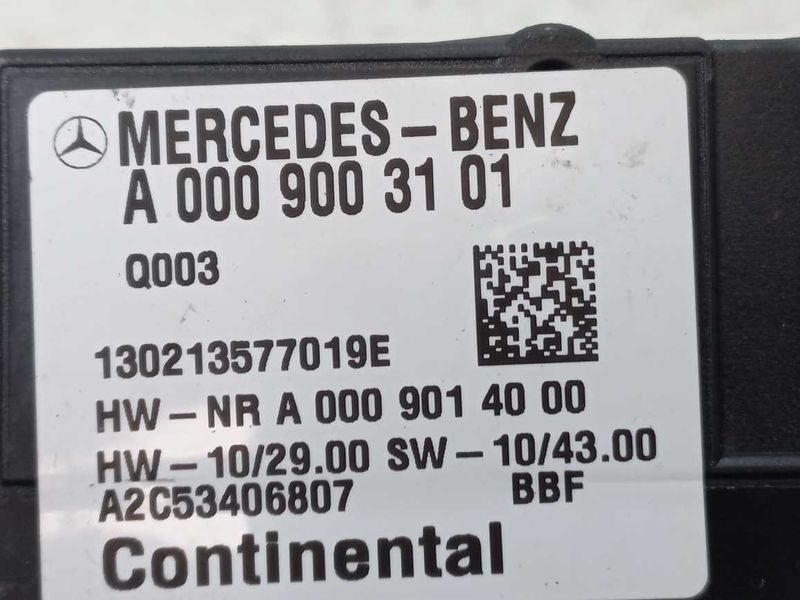 MERCEDES-BENZ
A 000 900 31 01
Q003
130213577019E
HW-NR A 000 901 40 00
HW-10/29.00 SW-10/43.00
A2C53406807 BBF
Continental